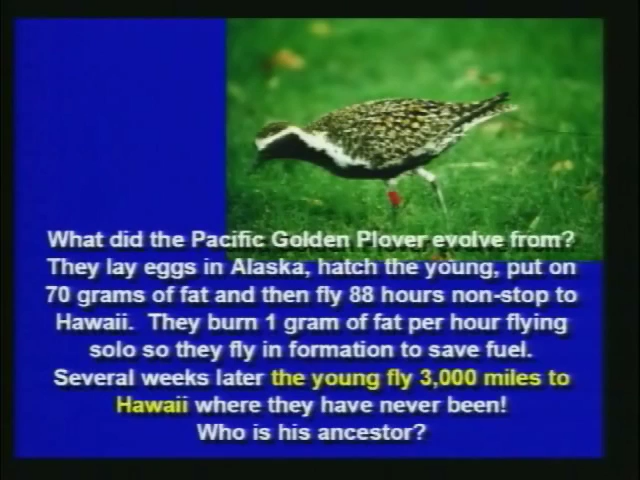 What did the Pacific Golden Plover evolve from?
They lay eggs in Alaska, hatch the young, put on
70 grams of fat and then fly 88 hours non-stop to
Hawaii. They burn 1 gram of fat per hour flying
solo so they fly in formation to save fuel.
Several weeks later the young fly 3,000 miles to
Hawaii where they have never been!
Who is his ancestor?